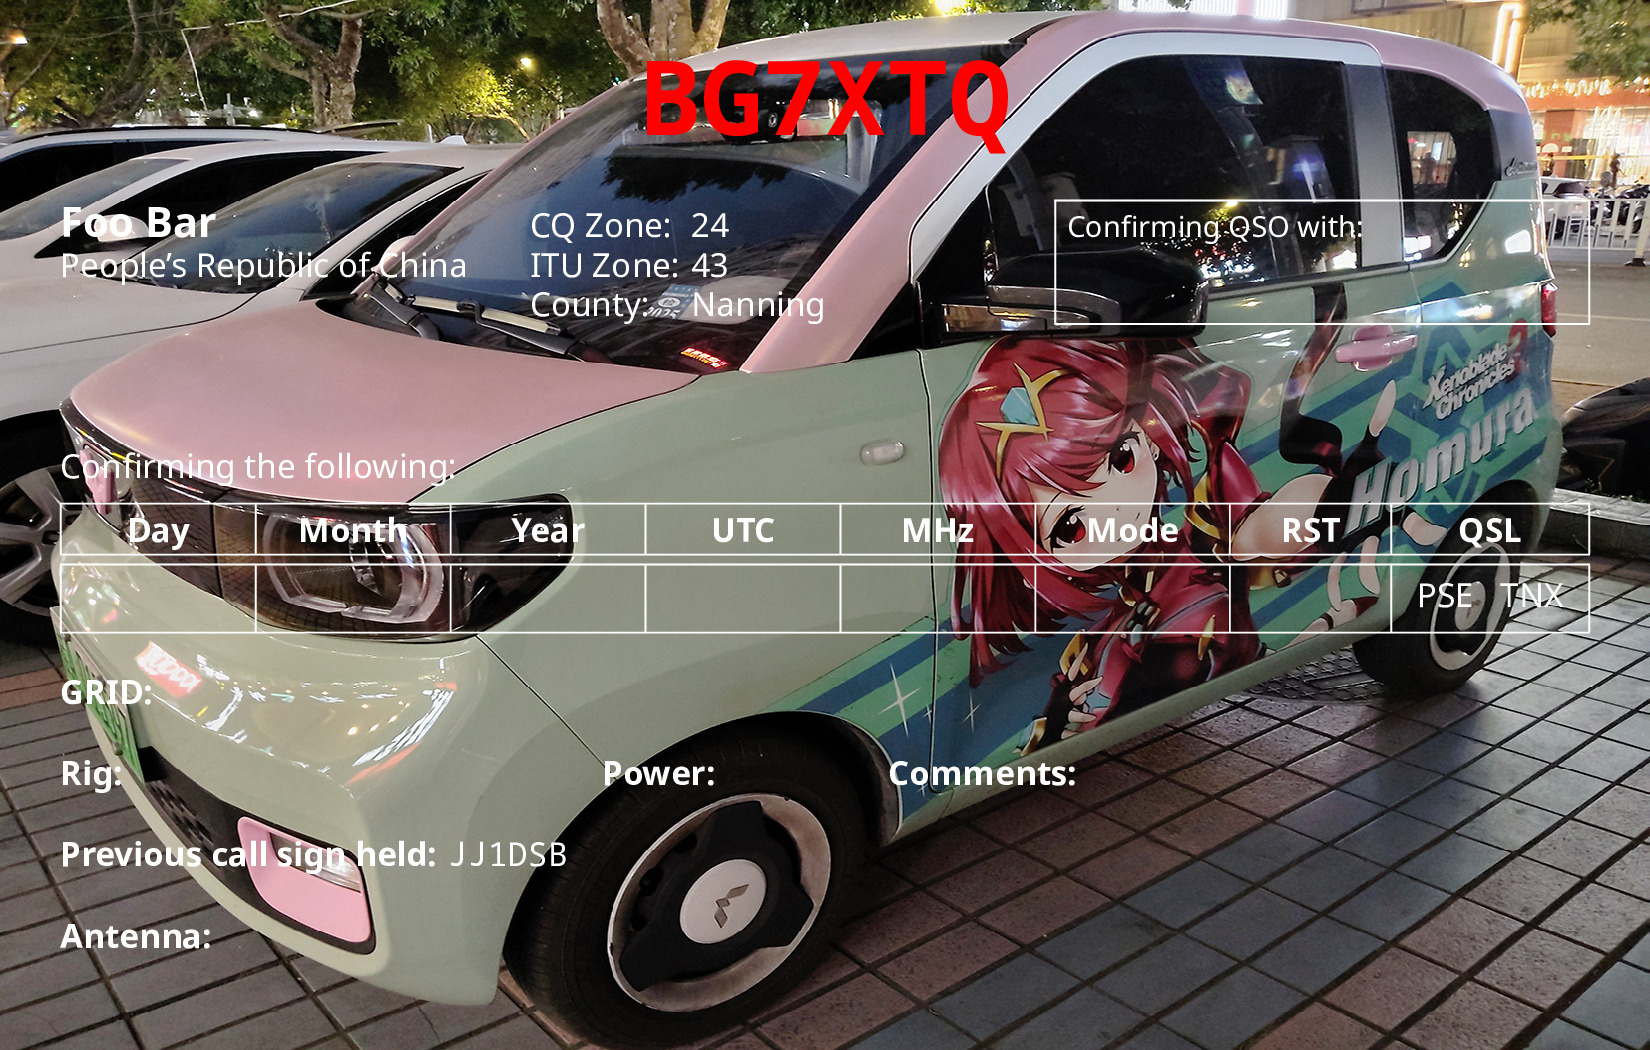 BG7XTQ
Foo Bar
People's Republic of China
CQ Zone: 24
ITU Zone: 43
County: Nanning
Confirming QSO with:
Xenoblade
Chronicles 2
Homura
Confirming the following:
Day Month Year UTC MHz Mode RST QSL
PSE TNX
GRID:
Rig: Power: Comments:
Previous call sign held: JJ1DSB
Antenna: